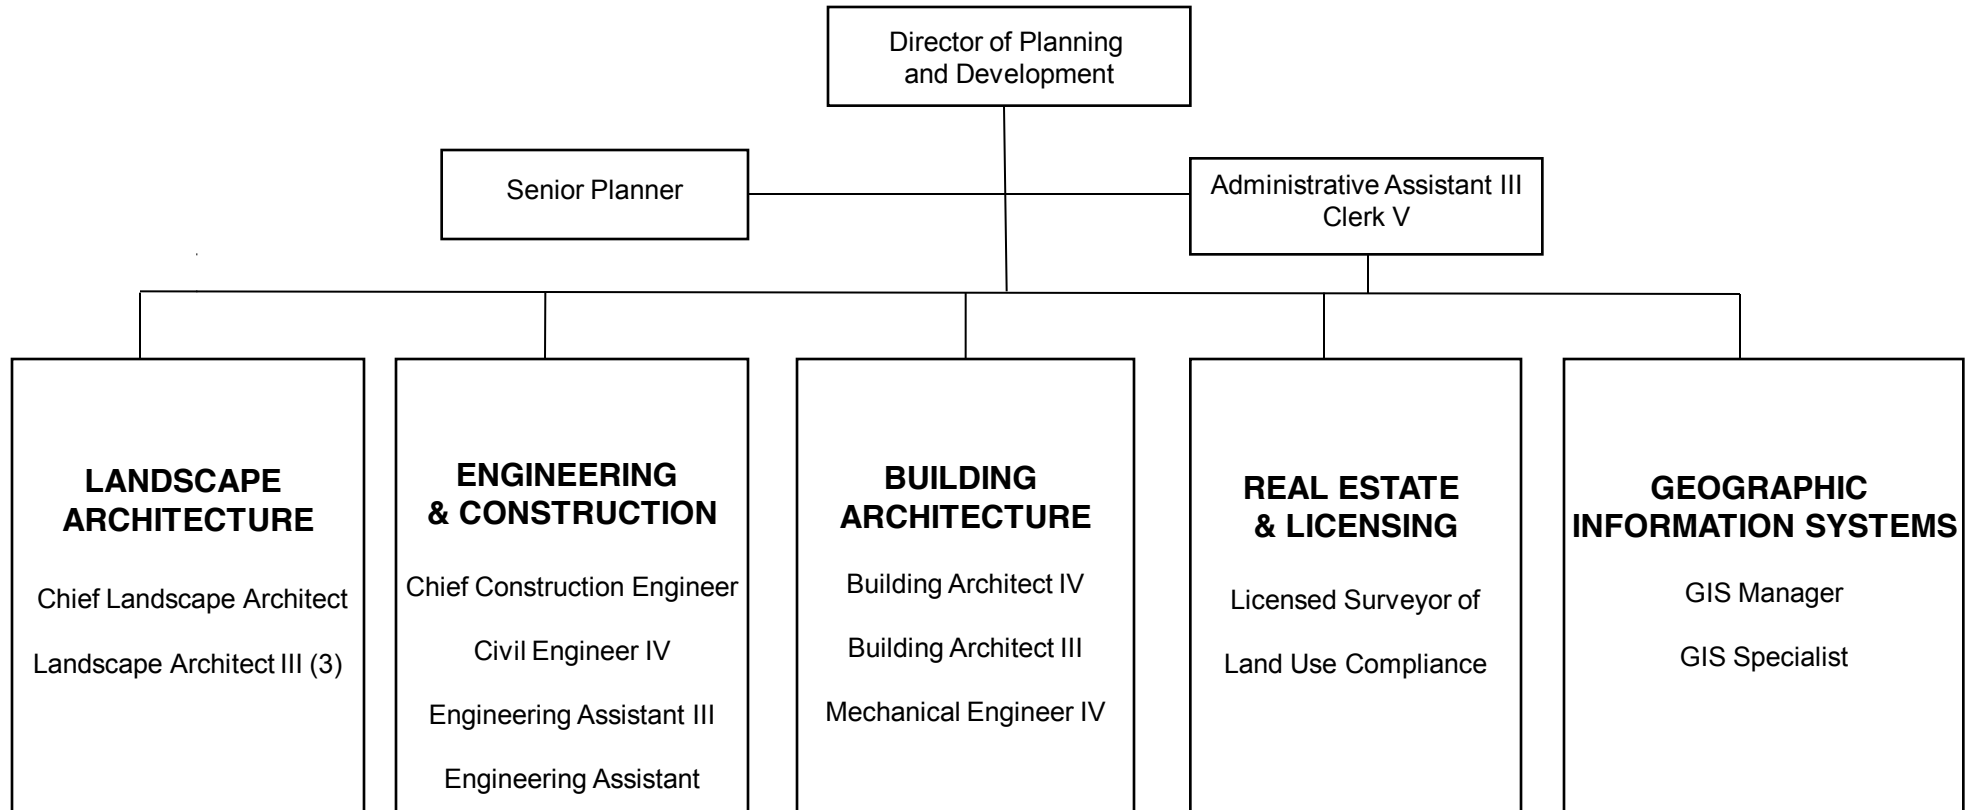 Director of Planning
and Development
Senior Planner
Administrative Assistant III
Clerk V
LANDSCAPE
ARCHITECTURE
Chief Landscape Architect
Landscape Architect III (3)
ENGINEERING
& CONSTRUCTION
Chief Construction Engineer
Civil Engineer IV
Engineering Assistant III
Engineering Assistant
BUILDING
ARCHITECTURE
Building Architect IV
Building Architect III
Mechanical Engineer IV
REAL ESTATE
& LICENSING
Licensed Surveyor of
Land Use Compliance
GEOGRAPHIC
INFORMATION SYSTEMS
GIS Manager
GIS Specialist